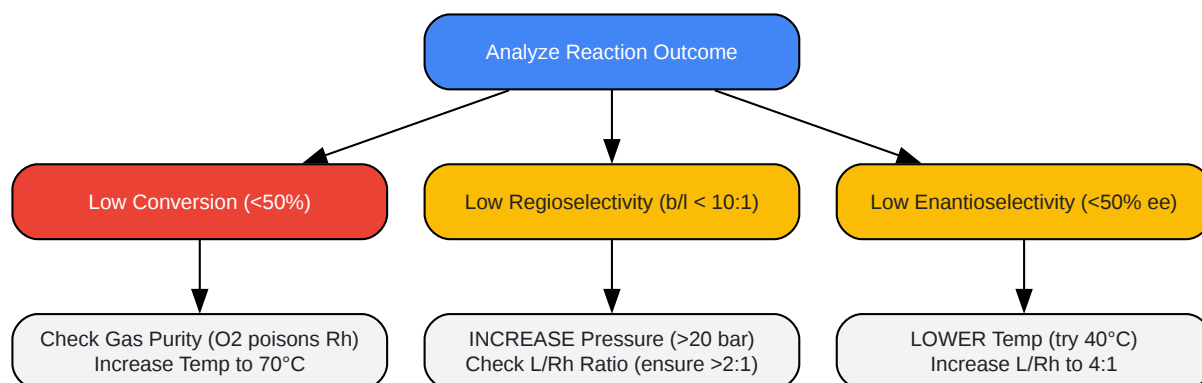 Analyze Reaction Outcome
Low Conversion (<50%)
Low Regioselectivity (b/l < 10:1)
Low Enantioselectivity (<50% ee)
Check Gas Purity (O2 poisons Rh)
Increase Temp to 70°C
INCREASE Pressure (>20 bar)
Check L/Rh Ratio (ensure >2:1)
LOWER Temp (try 40°C)
Increase L/Rh to 4:1